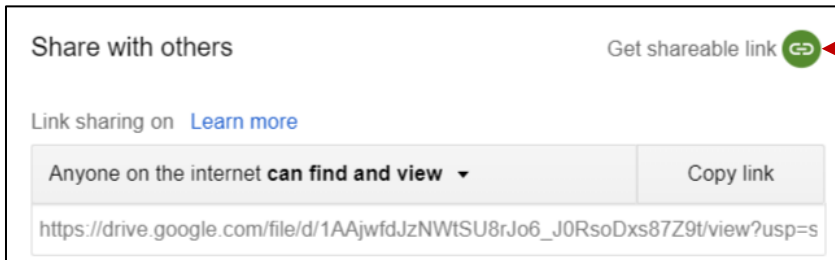 Share with others
Get shareable link
Link sharing on Learn more
Anyone on the internet can find and view
Copy link
https://drive.google.com/file/d/1AAjwfdJzNWtSU8rJo6_J0RsoDxs87Z9t/view?usp=s